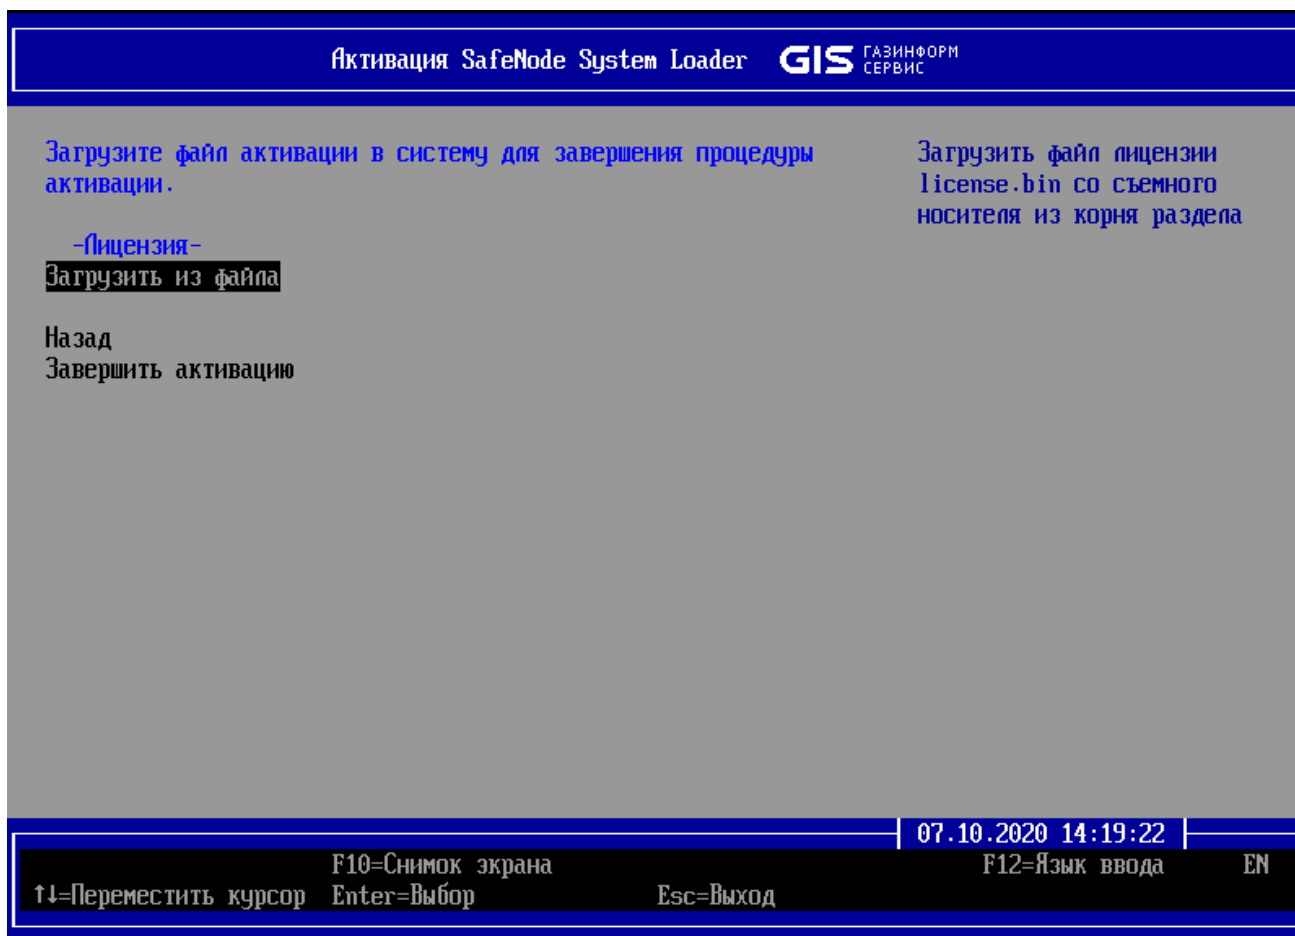 Активация SafeNode System Loader
GIS ГАЗИНФОРМ
СЕРВИС
Загрузите файл активации в систему для завершения процедуры
активации.
-Лицензия-
Загрузить из файла
Назад
Завершить активацию
Загрузить файл лицензии
license.bin со съемного
носителя из корня раздела
07.10.2020 14:19:22
F10=Снимок экрана
F12=Язык ввода EN
↑↓=Переместить курсор
Enter=Выбор
Esc=Выход